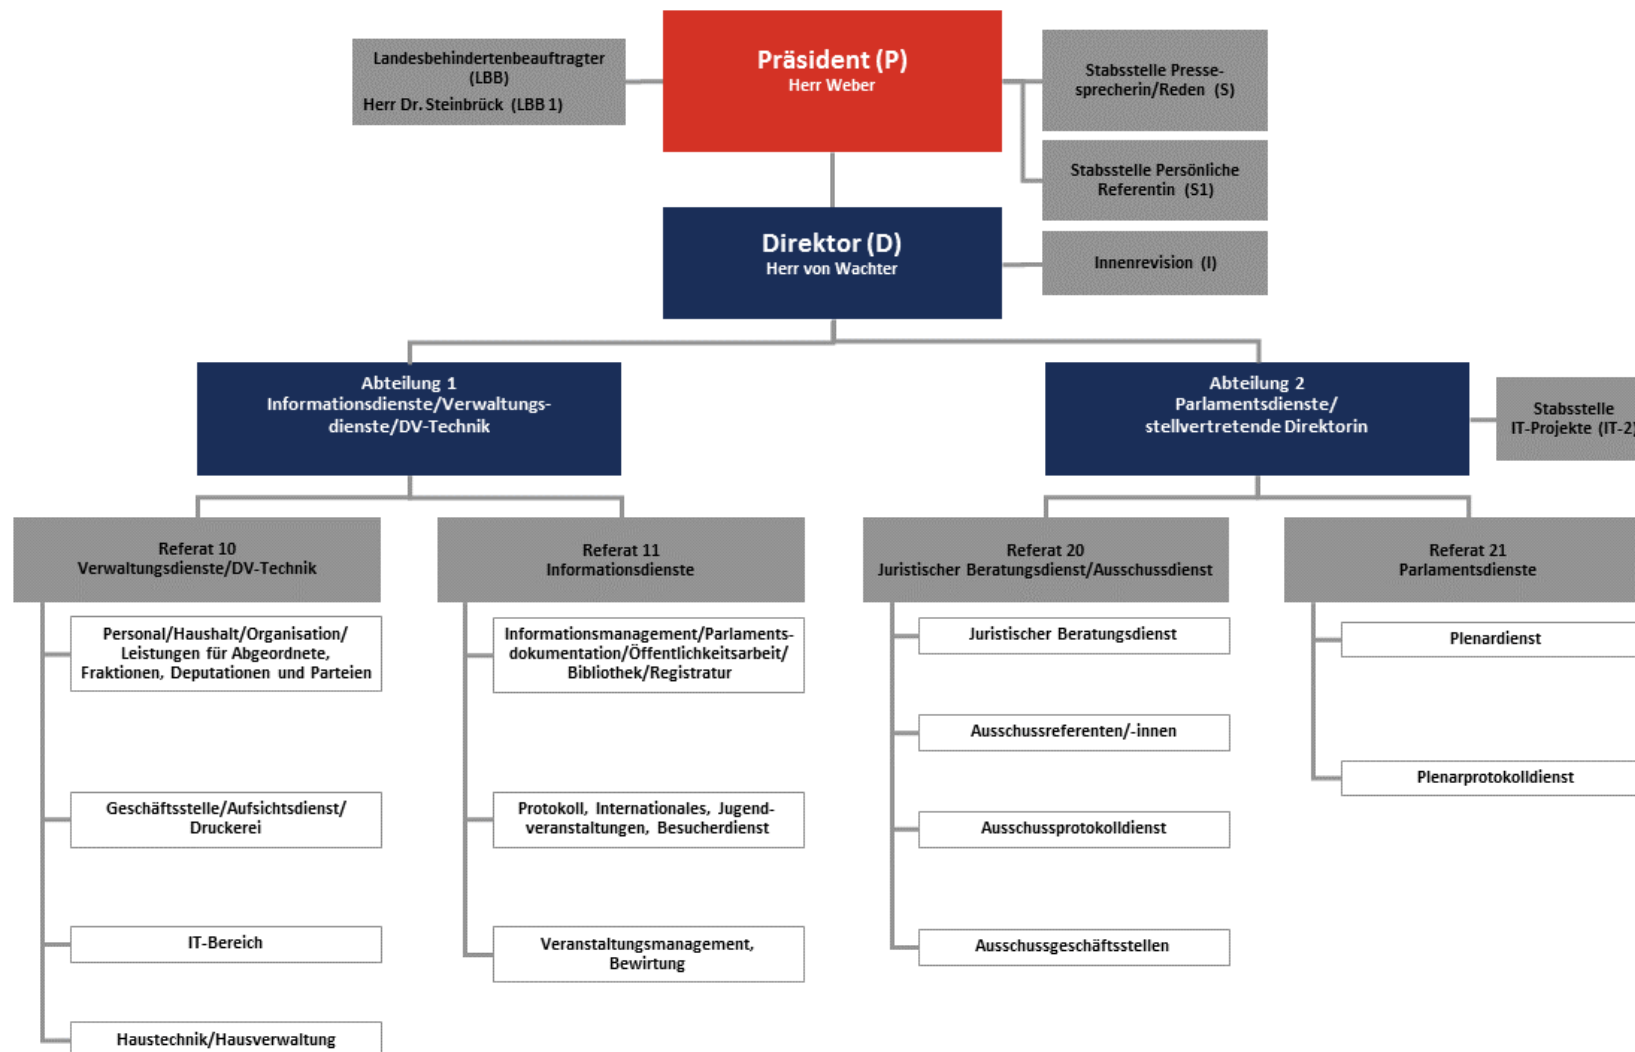 Präsident (P)
Herr Weber
Landesbehindertenbeauftragter
(LBB)
Herr Dr. Steinbrück (LBB 1)
Stabsstelle Presse-
sprecherin/Reden (S)
Stabsstelle Persönliche
Referentin (S1)
Direktor (D)
Herr von Wachter
Innenrevision (I)
Abteilung 1
Informationsdienste/Verwaltungs-
dienste/DV-Technik
Abteilung 2
Parlamentsdienste/
stellvertretende Direktorin
Stabsstelle
IT-Projekte (IT-2)
Referat 10
Verwaltungsdienste/DV-Technik
Personal/Haushalt/Organisation/
Leistungen für Abgeordnete,
Fraktionen, Deputationen und Parteien
Geschäftsstelle/Aufsichtsdienst/
Druckerei
IT-Bereich
Haustechnik/Hausverwaltung
Referat 11
Informationsdienste
Informationsmanagement/Parlaments-
dokumentation/Öffentlichkeitsarbeit/
Bibliothek/Registratur
Protokoll, Internationales, Jugend-
veranstaltungen, Besucherdienst
Veranstaltungsmanagement,
Bewirtung
Referat 20
Juristischer Beratungsdienst/Ausschussdienst
Juristischer Beratungsdienst
Ausschussreferenten/-innen
Ausschussprotokolldienst
Ausschussgeschäftsstellen
Referat 21
Parlamentsdienste
Plenardienst
Plenarprotokolldienst